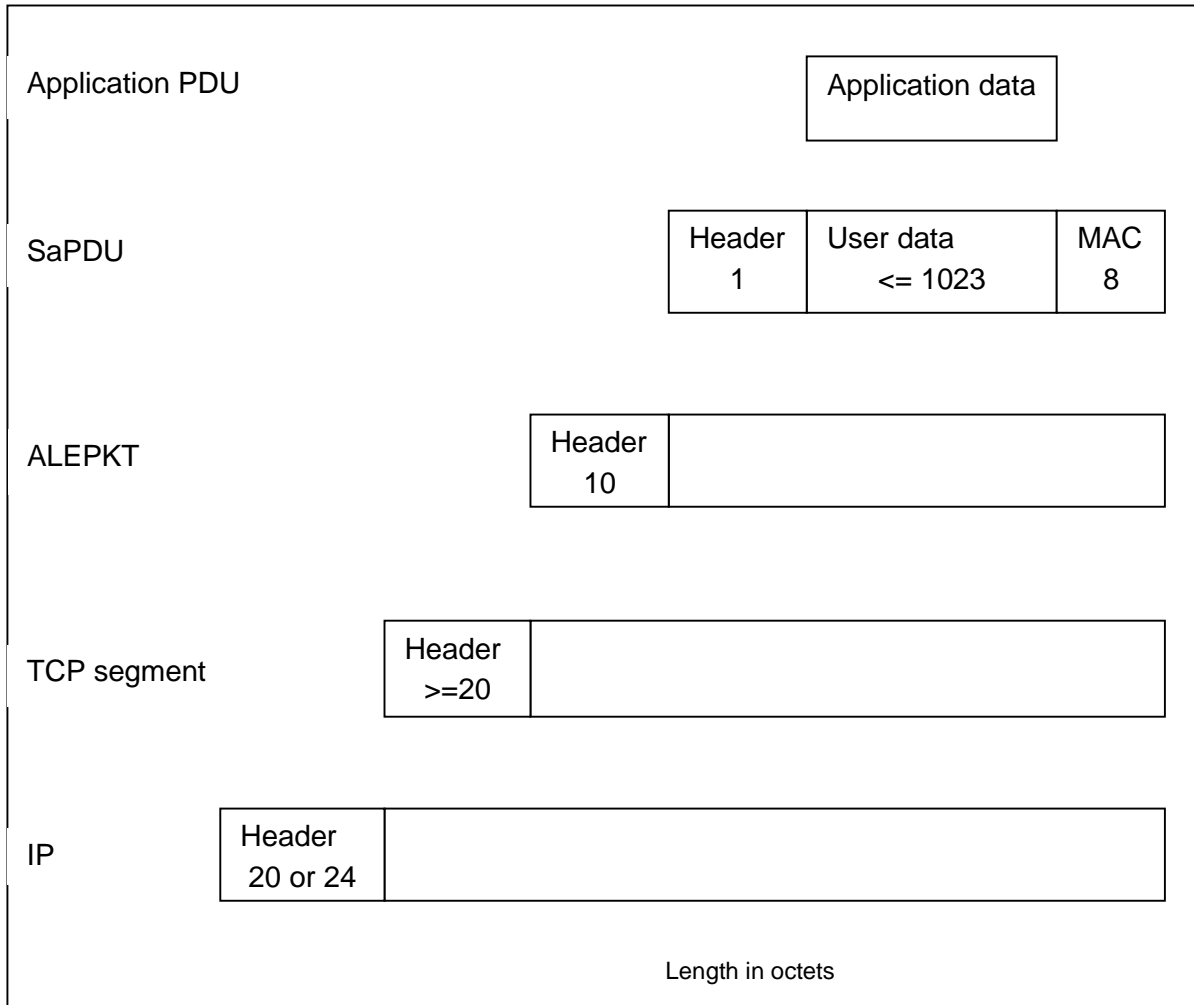 Application PDU
Application data
SaPDU
Header
1
User data
<= 1023
MAC
8
ALEPKT
Header
10
TCP segment
Header
>=20
IP
Header
20 or 24
Length in octets